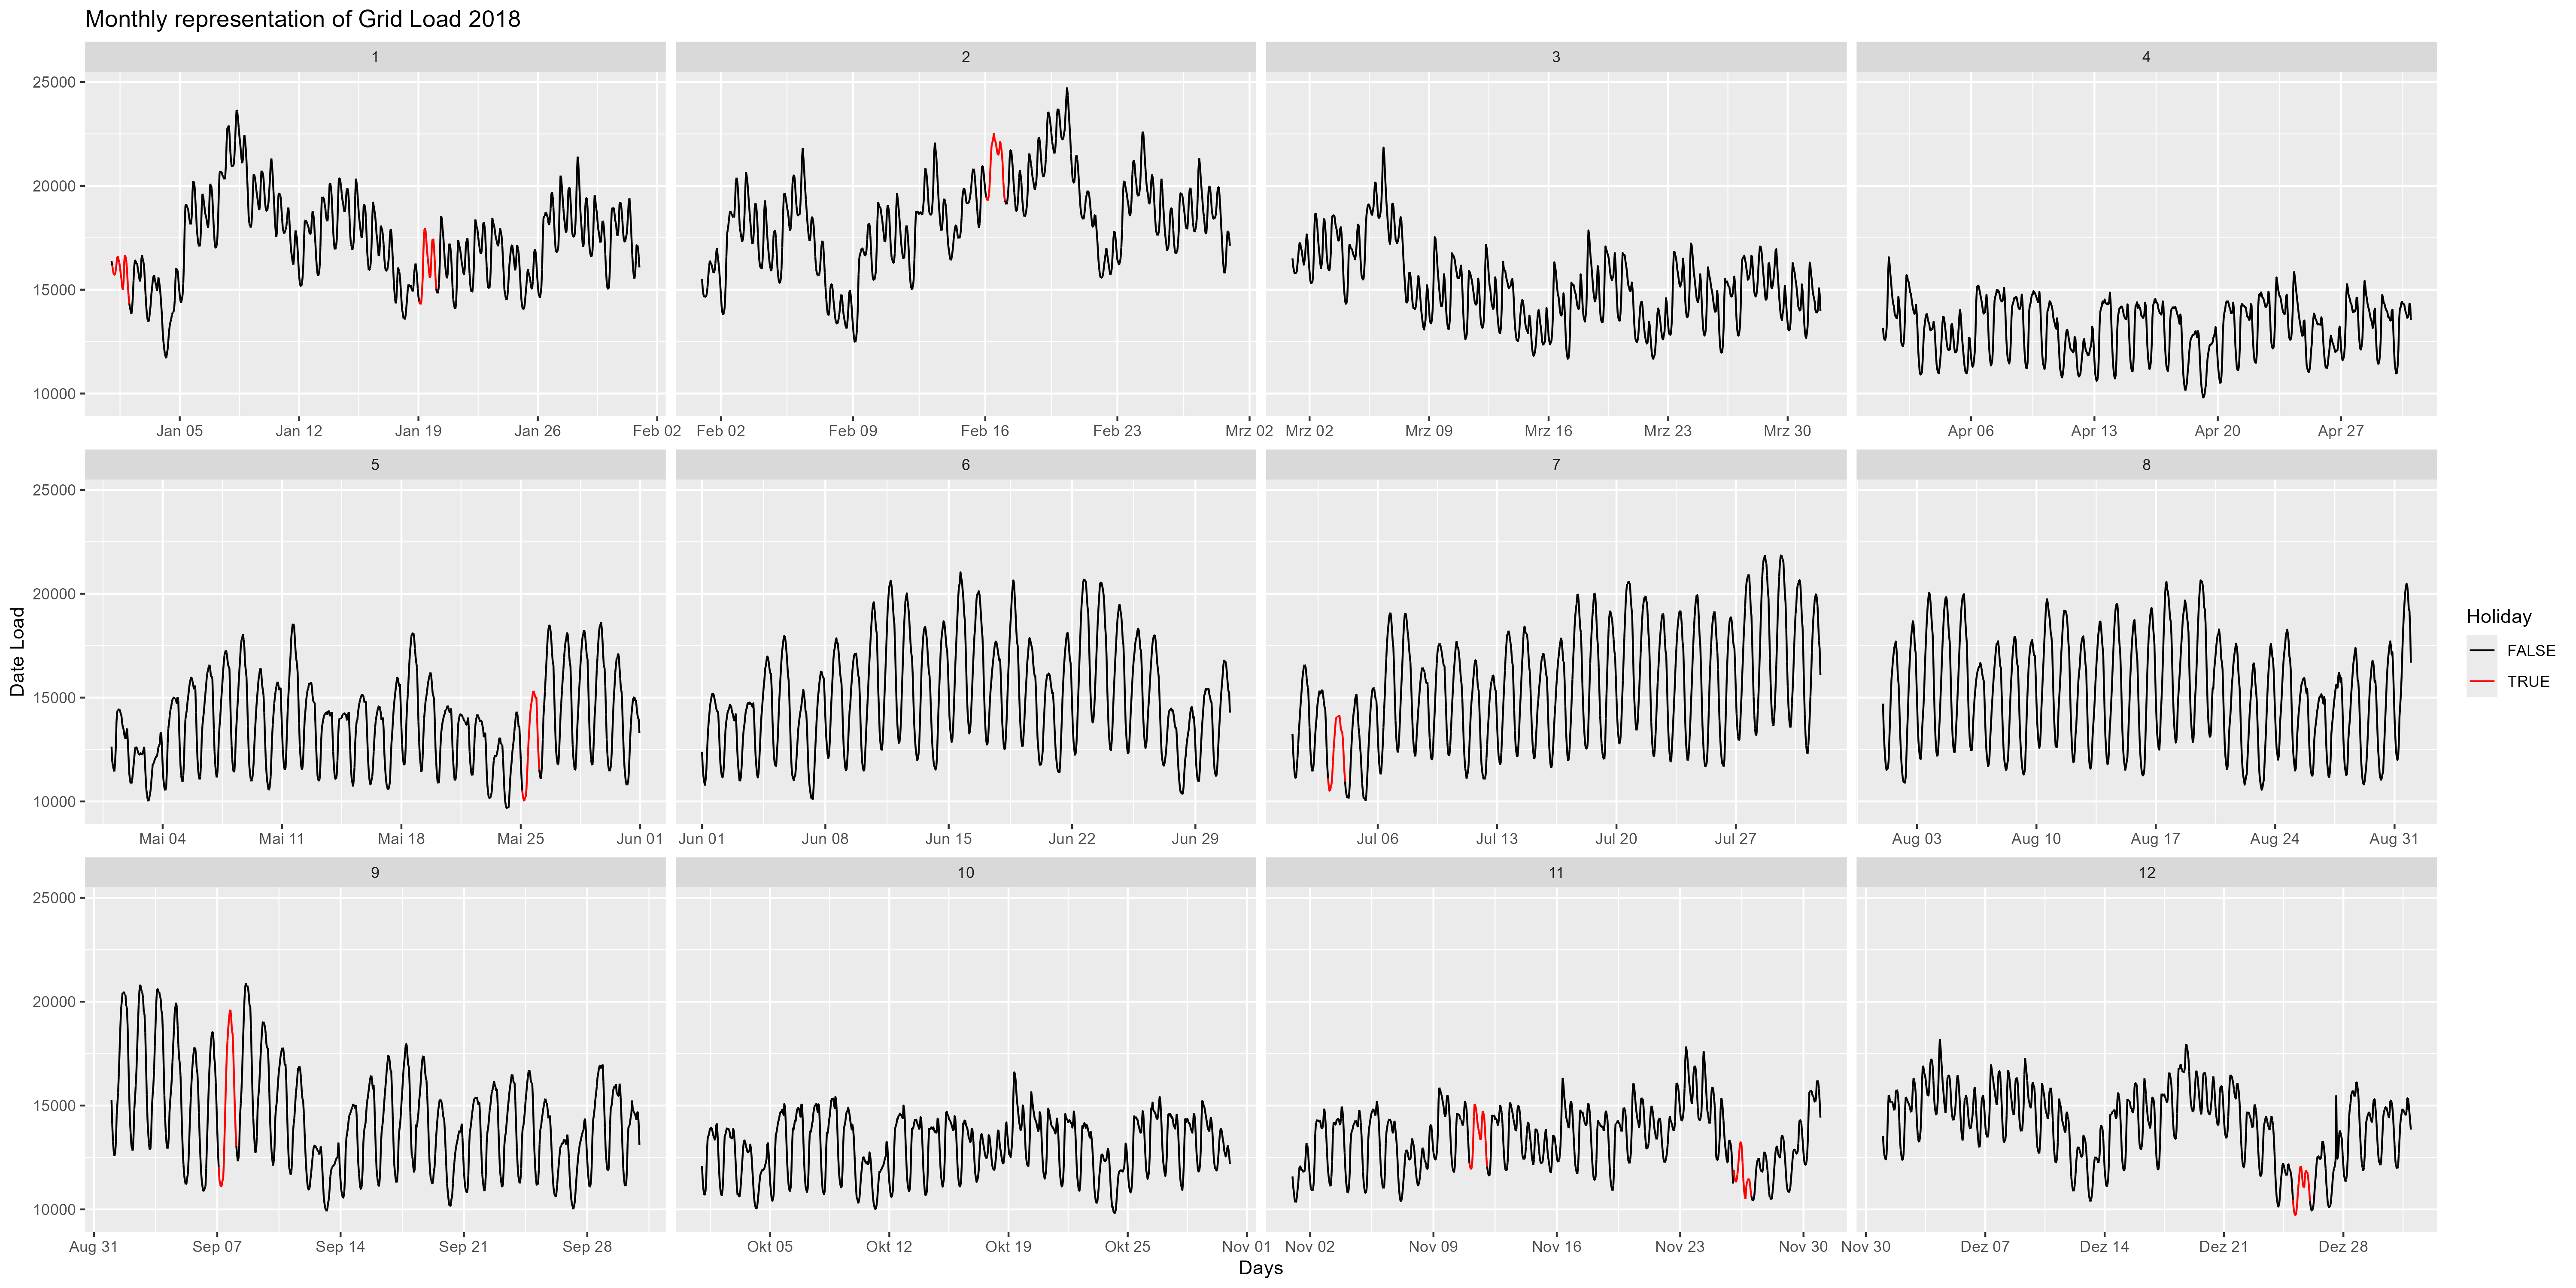 Monthly representation of Grid Load 2018
1 2 3 4
25000
20000
15000
10000
Jan 05 Jan 12 Jan 19 Jan 26 Feb 02 Feb 02 Feb 09 Feb 16 Feb 23 Mrz 02 Mrz 02 Mrz 09 Mrz 16 Mrz 23 Mrz 30 Apr 06 Apr 13 Apr 20 Apr 27
5 6 7 8
25000
20000
15000
10000
Mai 04 Mai 11 Mai 18 Mai 25 Jun 01 Jun 01 Jun 08 Jun 15 Jun 22 Jun 29 Jul 06 Jul 13 Jul 20 Jul 27 Aug 03 Aug 10 Aug 17 Aug 24 Aug 31
9 10 11 12
25000
20000
15000
10000
Aug 31 Sep 07 Sep 14 Sep 21 Sep 28 Okt 05 Okt 12 Okt 19 Okt 25 Nov 01 Nov 02 Nov 09 Nov 16 Nov 23 Nov 30 Nov 30 Dez 07 Dez 14 Dez 21 Dez 28
Days
Date Load
Holiday
FALSE
TRUE